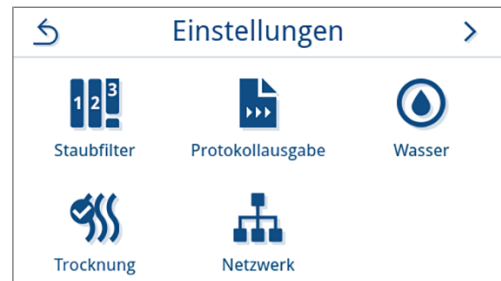 Einstellungen
1 2 3
Staubfilter Protokollausgabe Wasser
Trocknung Netzwerk